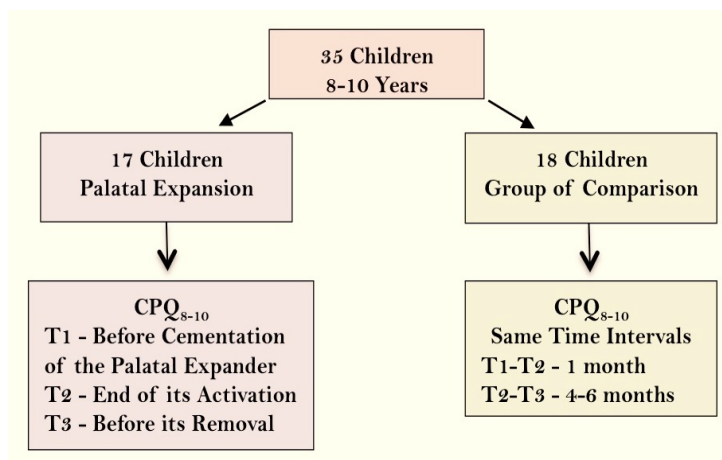 35 Children
8-10 Years
17 Children
Palatal Expansion
18 Children
Group of Comparison
CPQ8-10
T1 - Before Cementation
of the Palatal Expander
T2 - End of its Activation
T3 - Before its Removal
CPQ8-10
Same Time Intervals
T1-T2 - 1 month
T2-T3 - 4-6 months